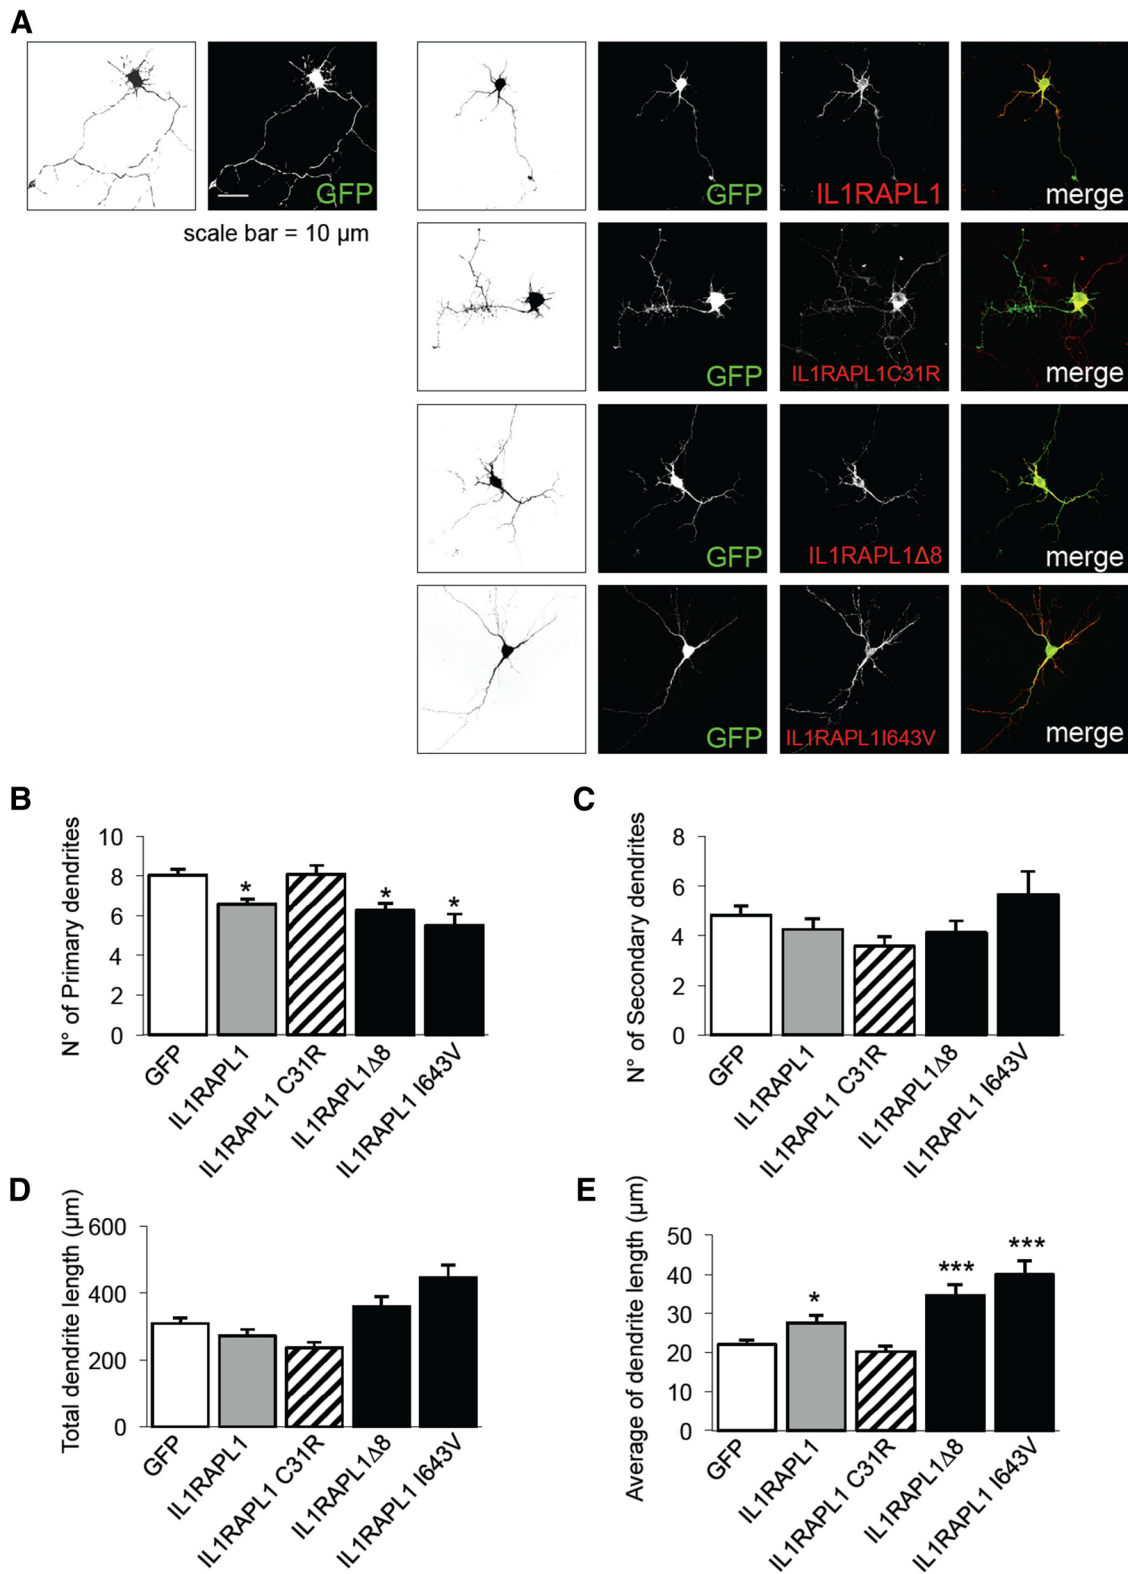 A
GFP
scale bar = 10 µm
GFP
IL1RAPL1
merge
GFP
IL1RAPL1C31R
merge
GFP
IL1RAPL1Δ8
merge
GFP
IL1RAPL1I643V
merge
B
N° of Primary dendrites
10
8
6
4
2
0
*
*
*
GFP
IL1RAPL1
IL1RAPL1 C31R
IL1RAPL1Δ8
IL1RAPL1 I643V
C
N° of Secondary dendrites
8
6
4
2
0
GFP
IL1RAPL1
IL1RAPL1 C31R
IL1RAPL1Δ8
IL1RAPL1 I643V
D
Total dendrite length (µm)
600
400
200
0
GFP
IL1RAPL1
IL1RAPL1 C31R
IL1RAPL1Δ8
IL1RAPL1 I643V
E
Average of dendrite length (µm)
50
40
30
20
10
0
*
***
***
GFP
IL1RAPL1
IL1RAPL1 C31R
IL1RAPL1Δ8
IL1RAPL1 I643V